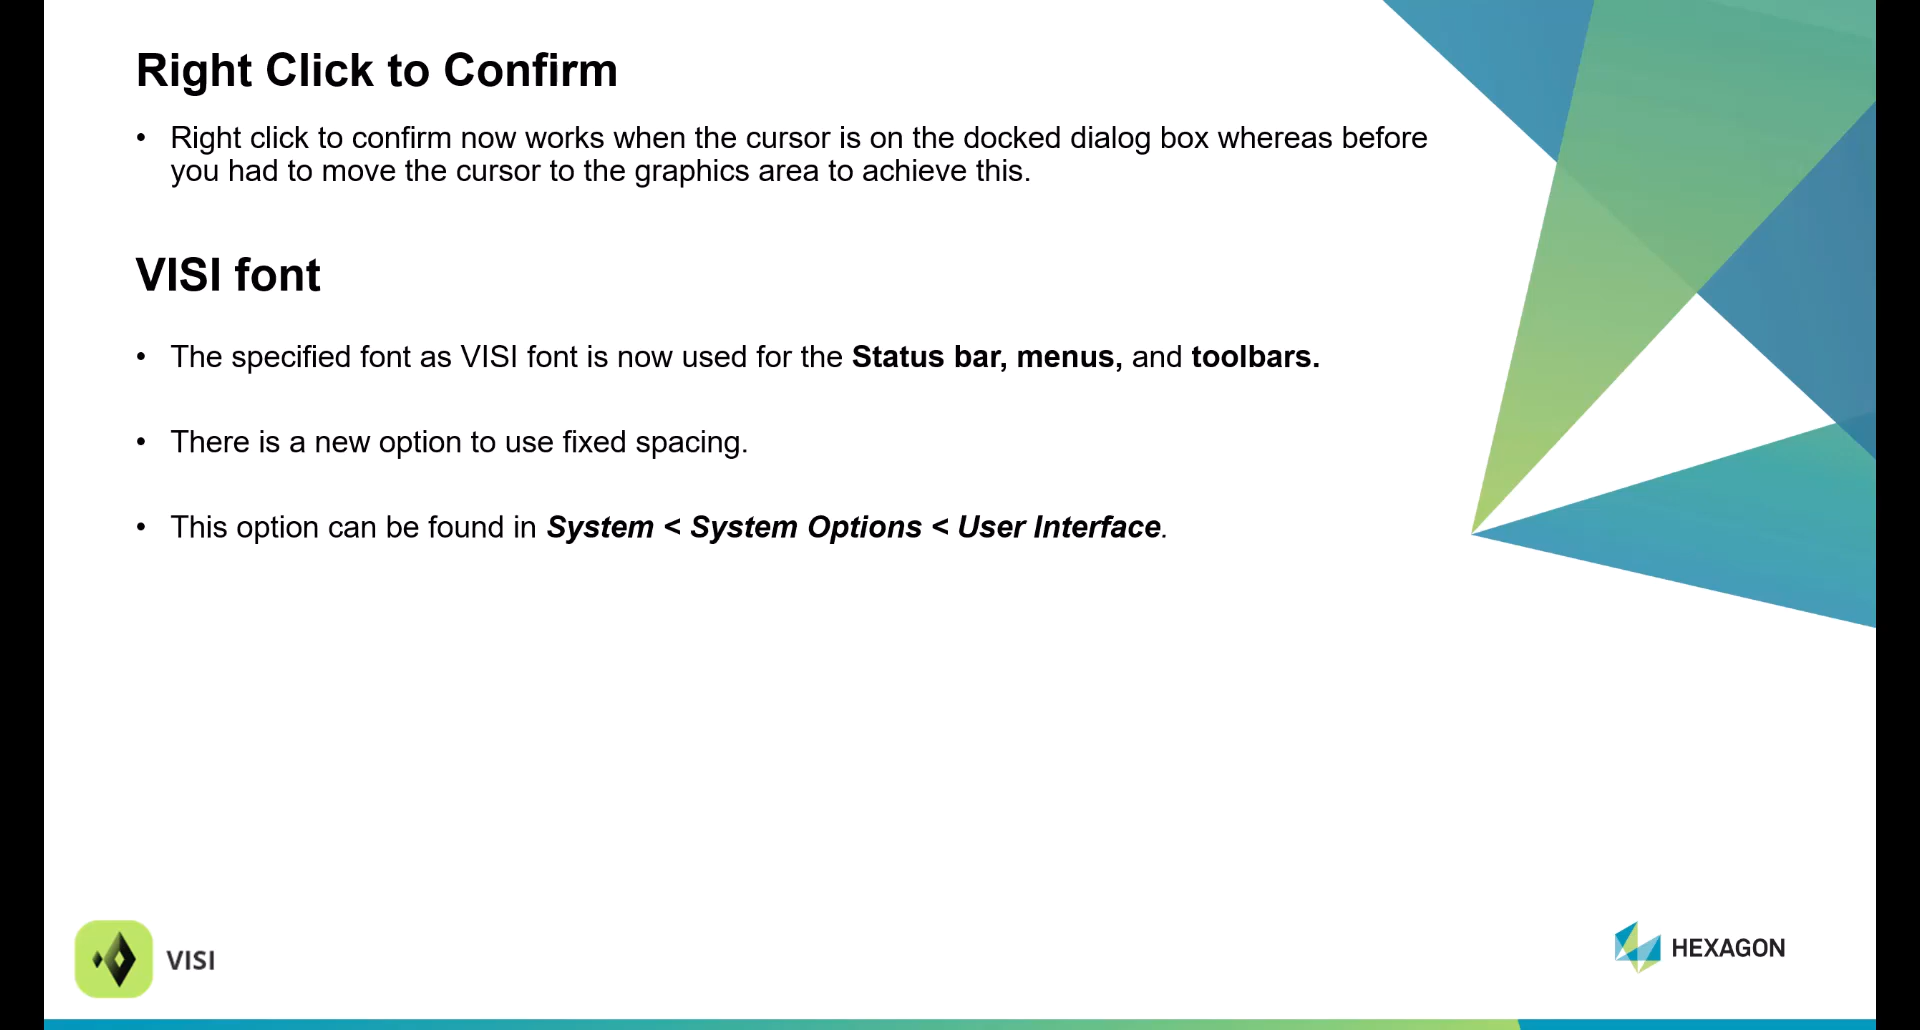 Right Click to Confirm
• Right click to confirm now works when the cursor is on the docked dialog box whereas before
you had to move the cursor to the graphics area to achieve this.
VISI font
• The specified font as VISI font is now used for the Status bar, menus, and toolbars.
• There is a new option to use fixed spacing.
• This option can be found in System < System Options < User Interface.
VISI
HEXAGON